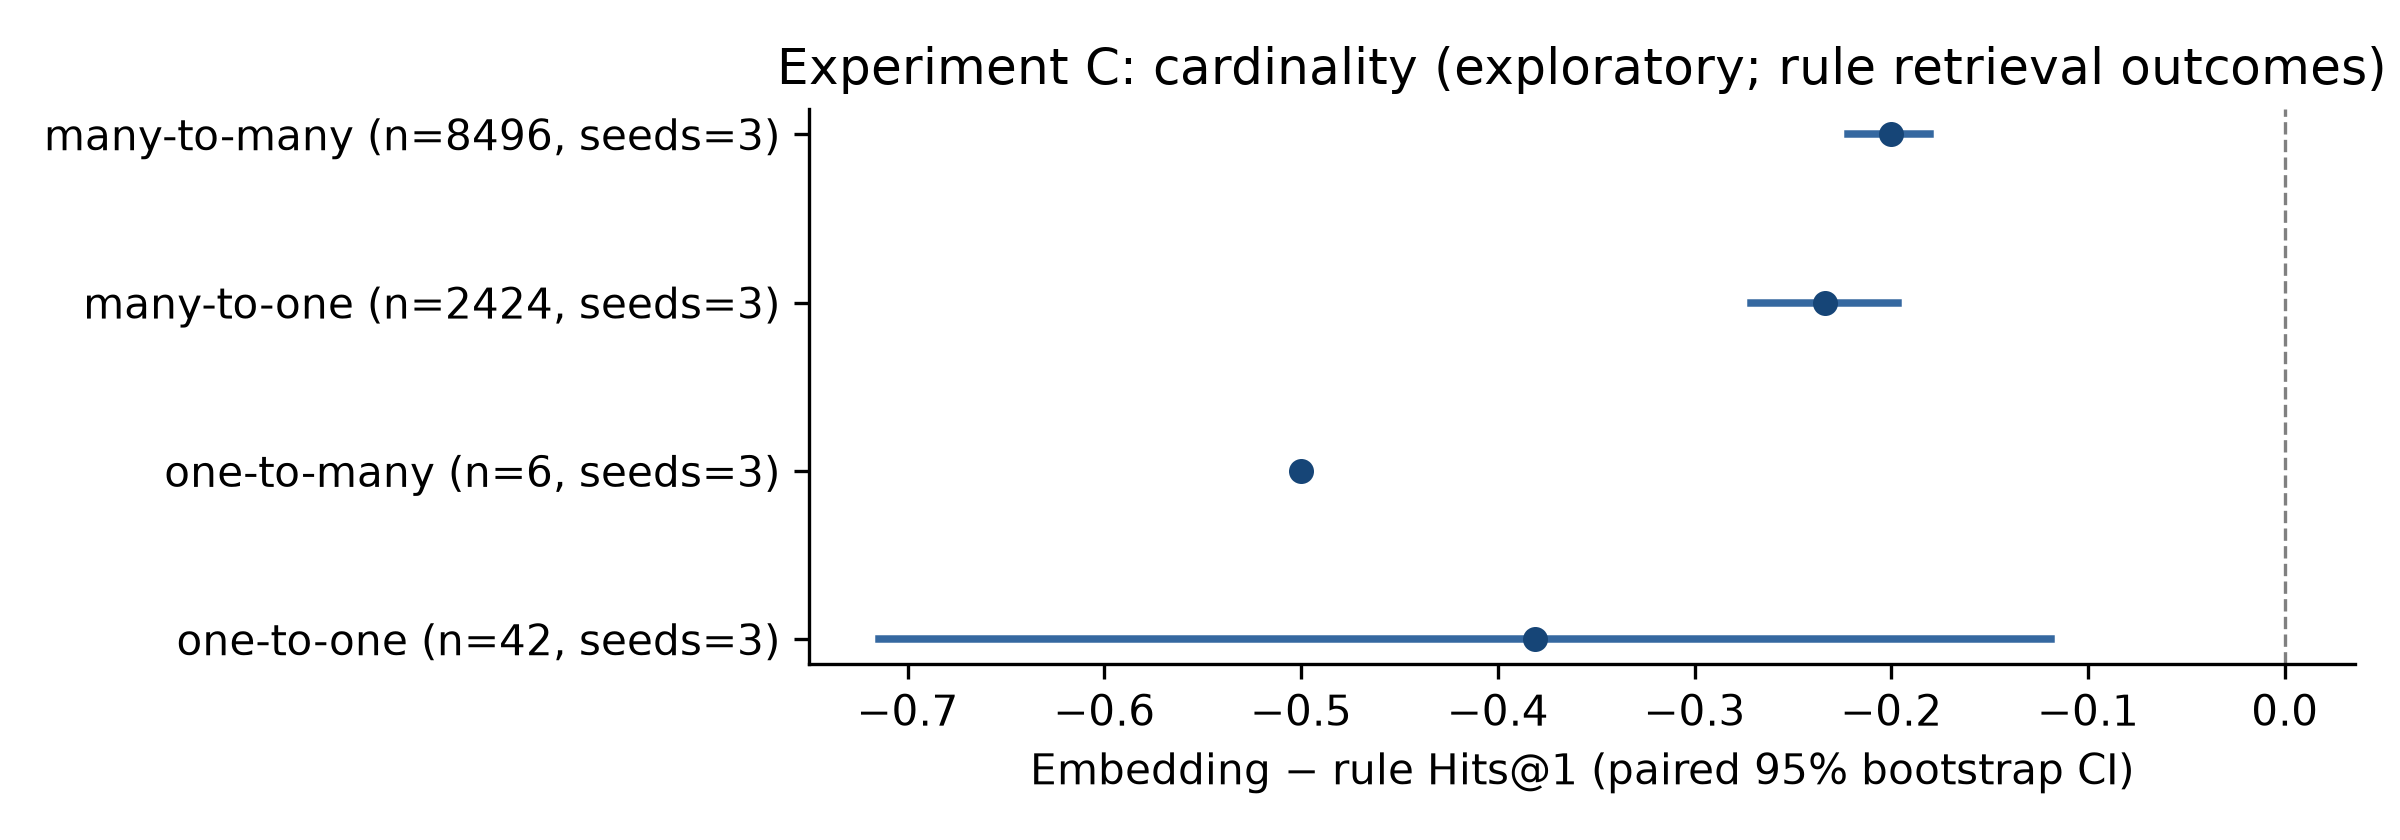 Experiment C: cardinality (exploratory; rule retrieval outcomes)
many-to-many (n=8496, seeds=3)
many-to-one (n=2424, seeds=3)
one-to-many (n=6, seeds=3)
one-to-one (n=42, seeds=3)
−0.7 −0.6 −0.5 −0.4 −0.3 −0.2 −0.1 0.0
Embedding − rule Hits@1 (paired 95% bootstrap CI)